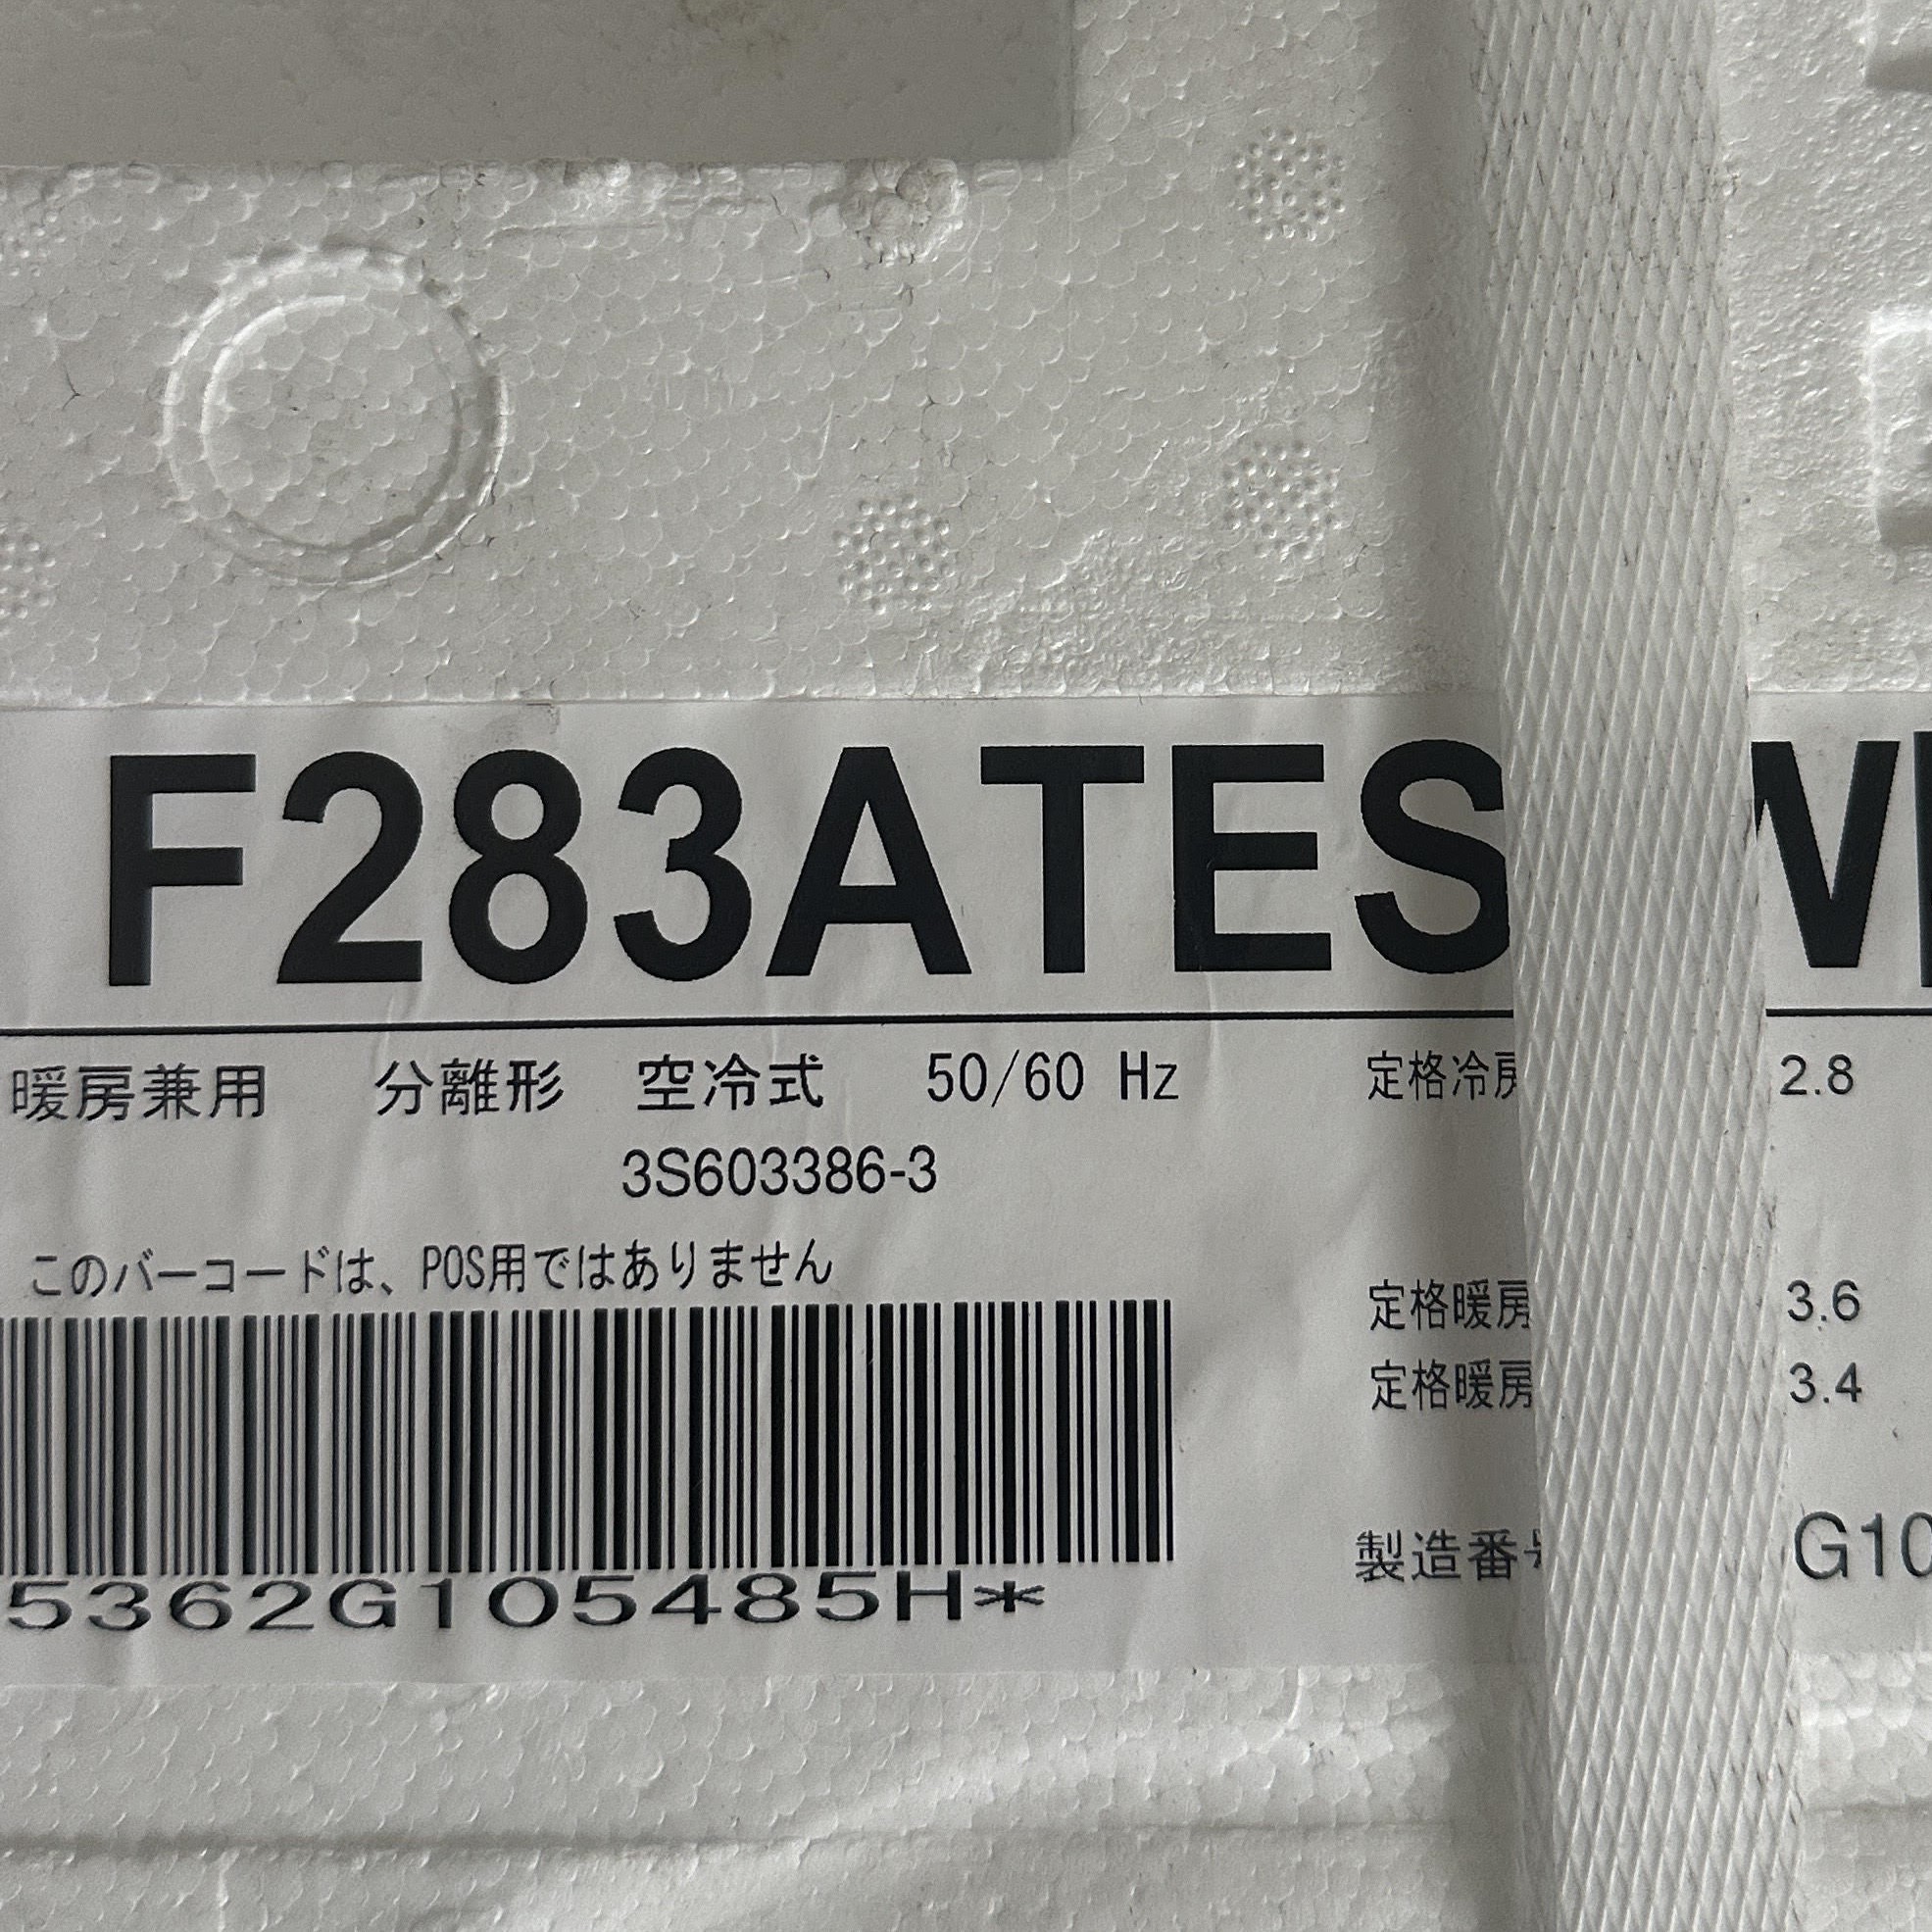 F283ATES W
暖房兼用 分離形 空冷式 50/60 Hz 定格冷房 2.8
3S603386-3
このバーコードは、POS用ではありません
定格暖房 3.6
定格暖房 3.4
製造番号 G10
5362G105485H*